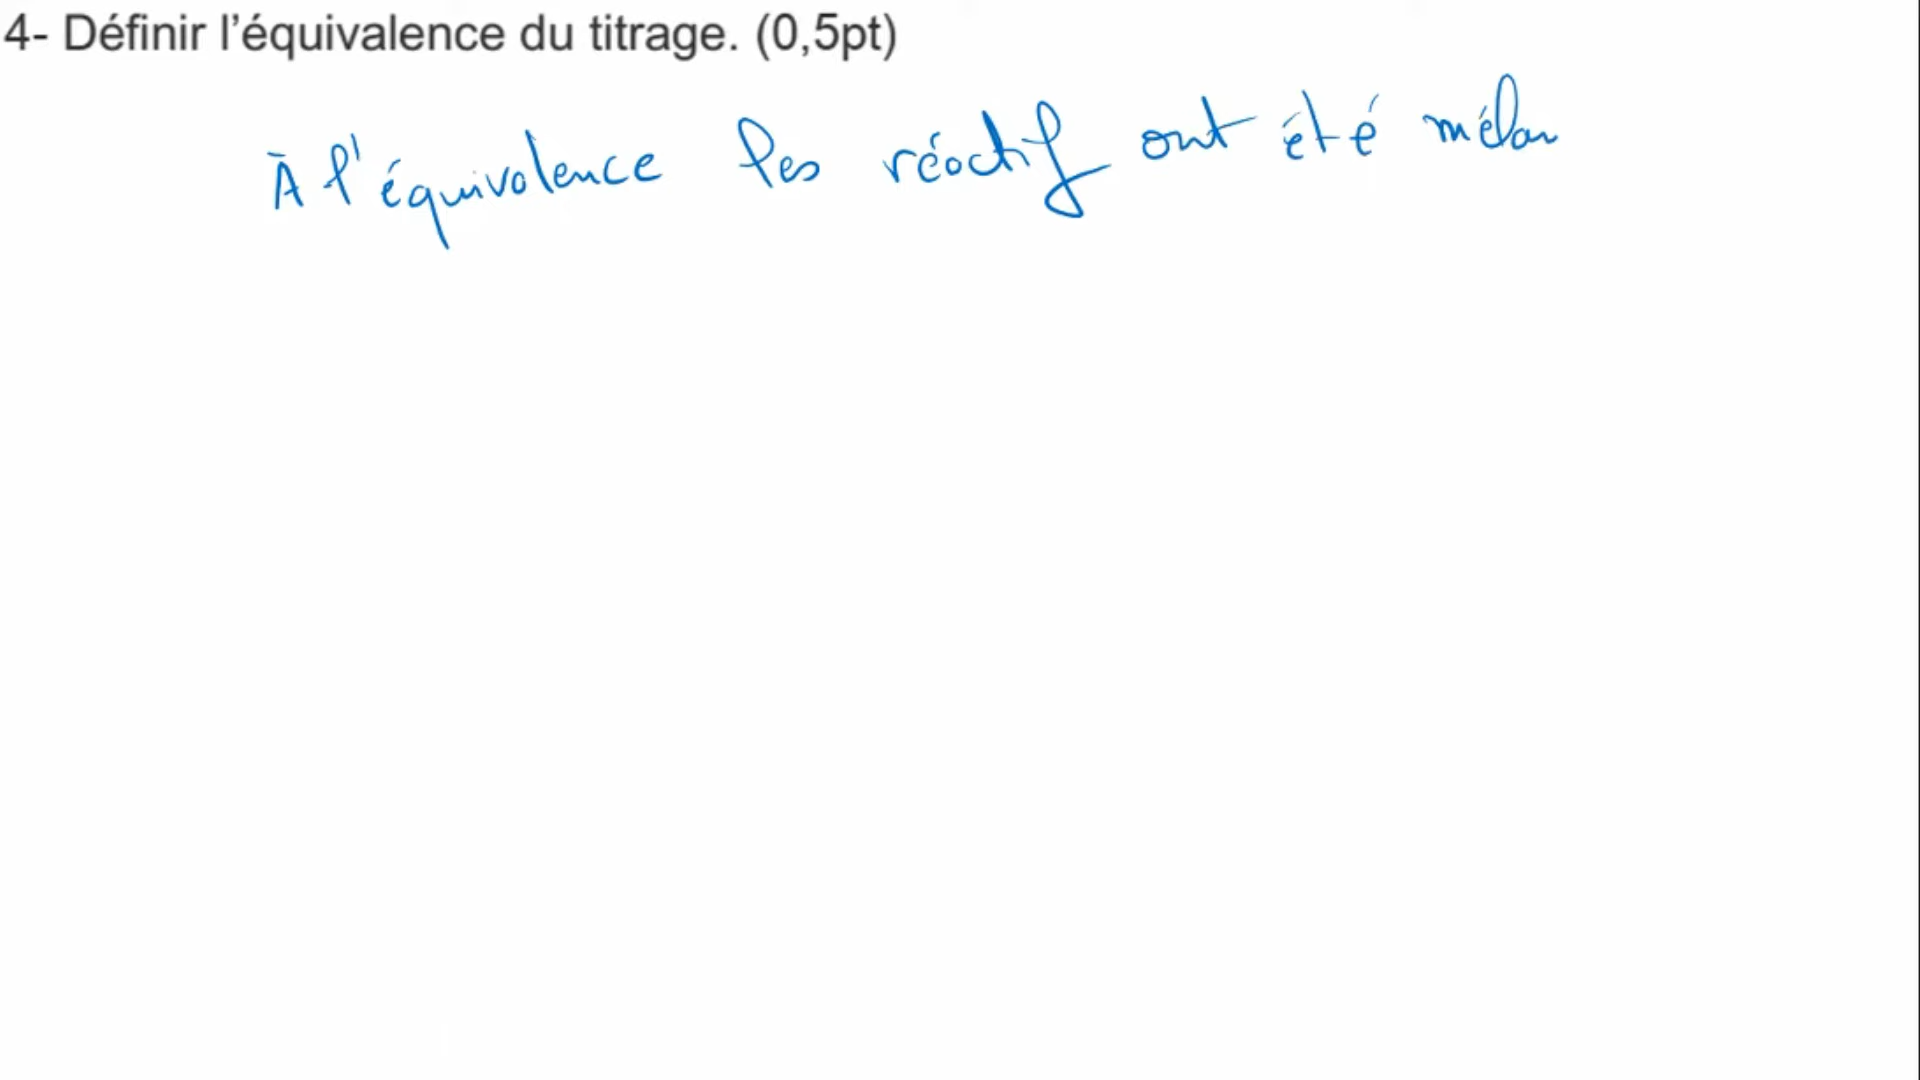 4- Définir l’équivalence du titrage. (0,5pt)
À l'équivalence les réactif ont été mélan